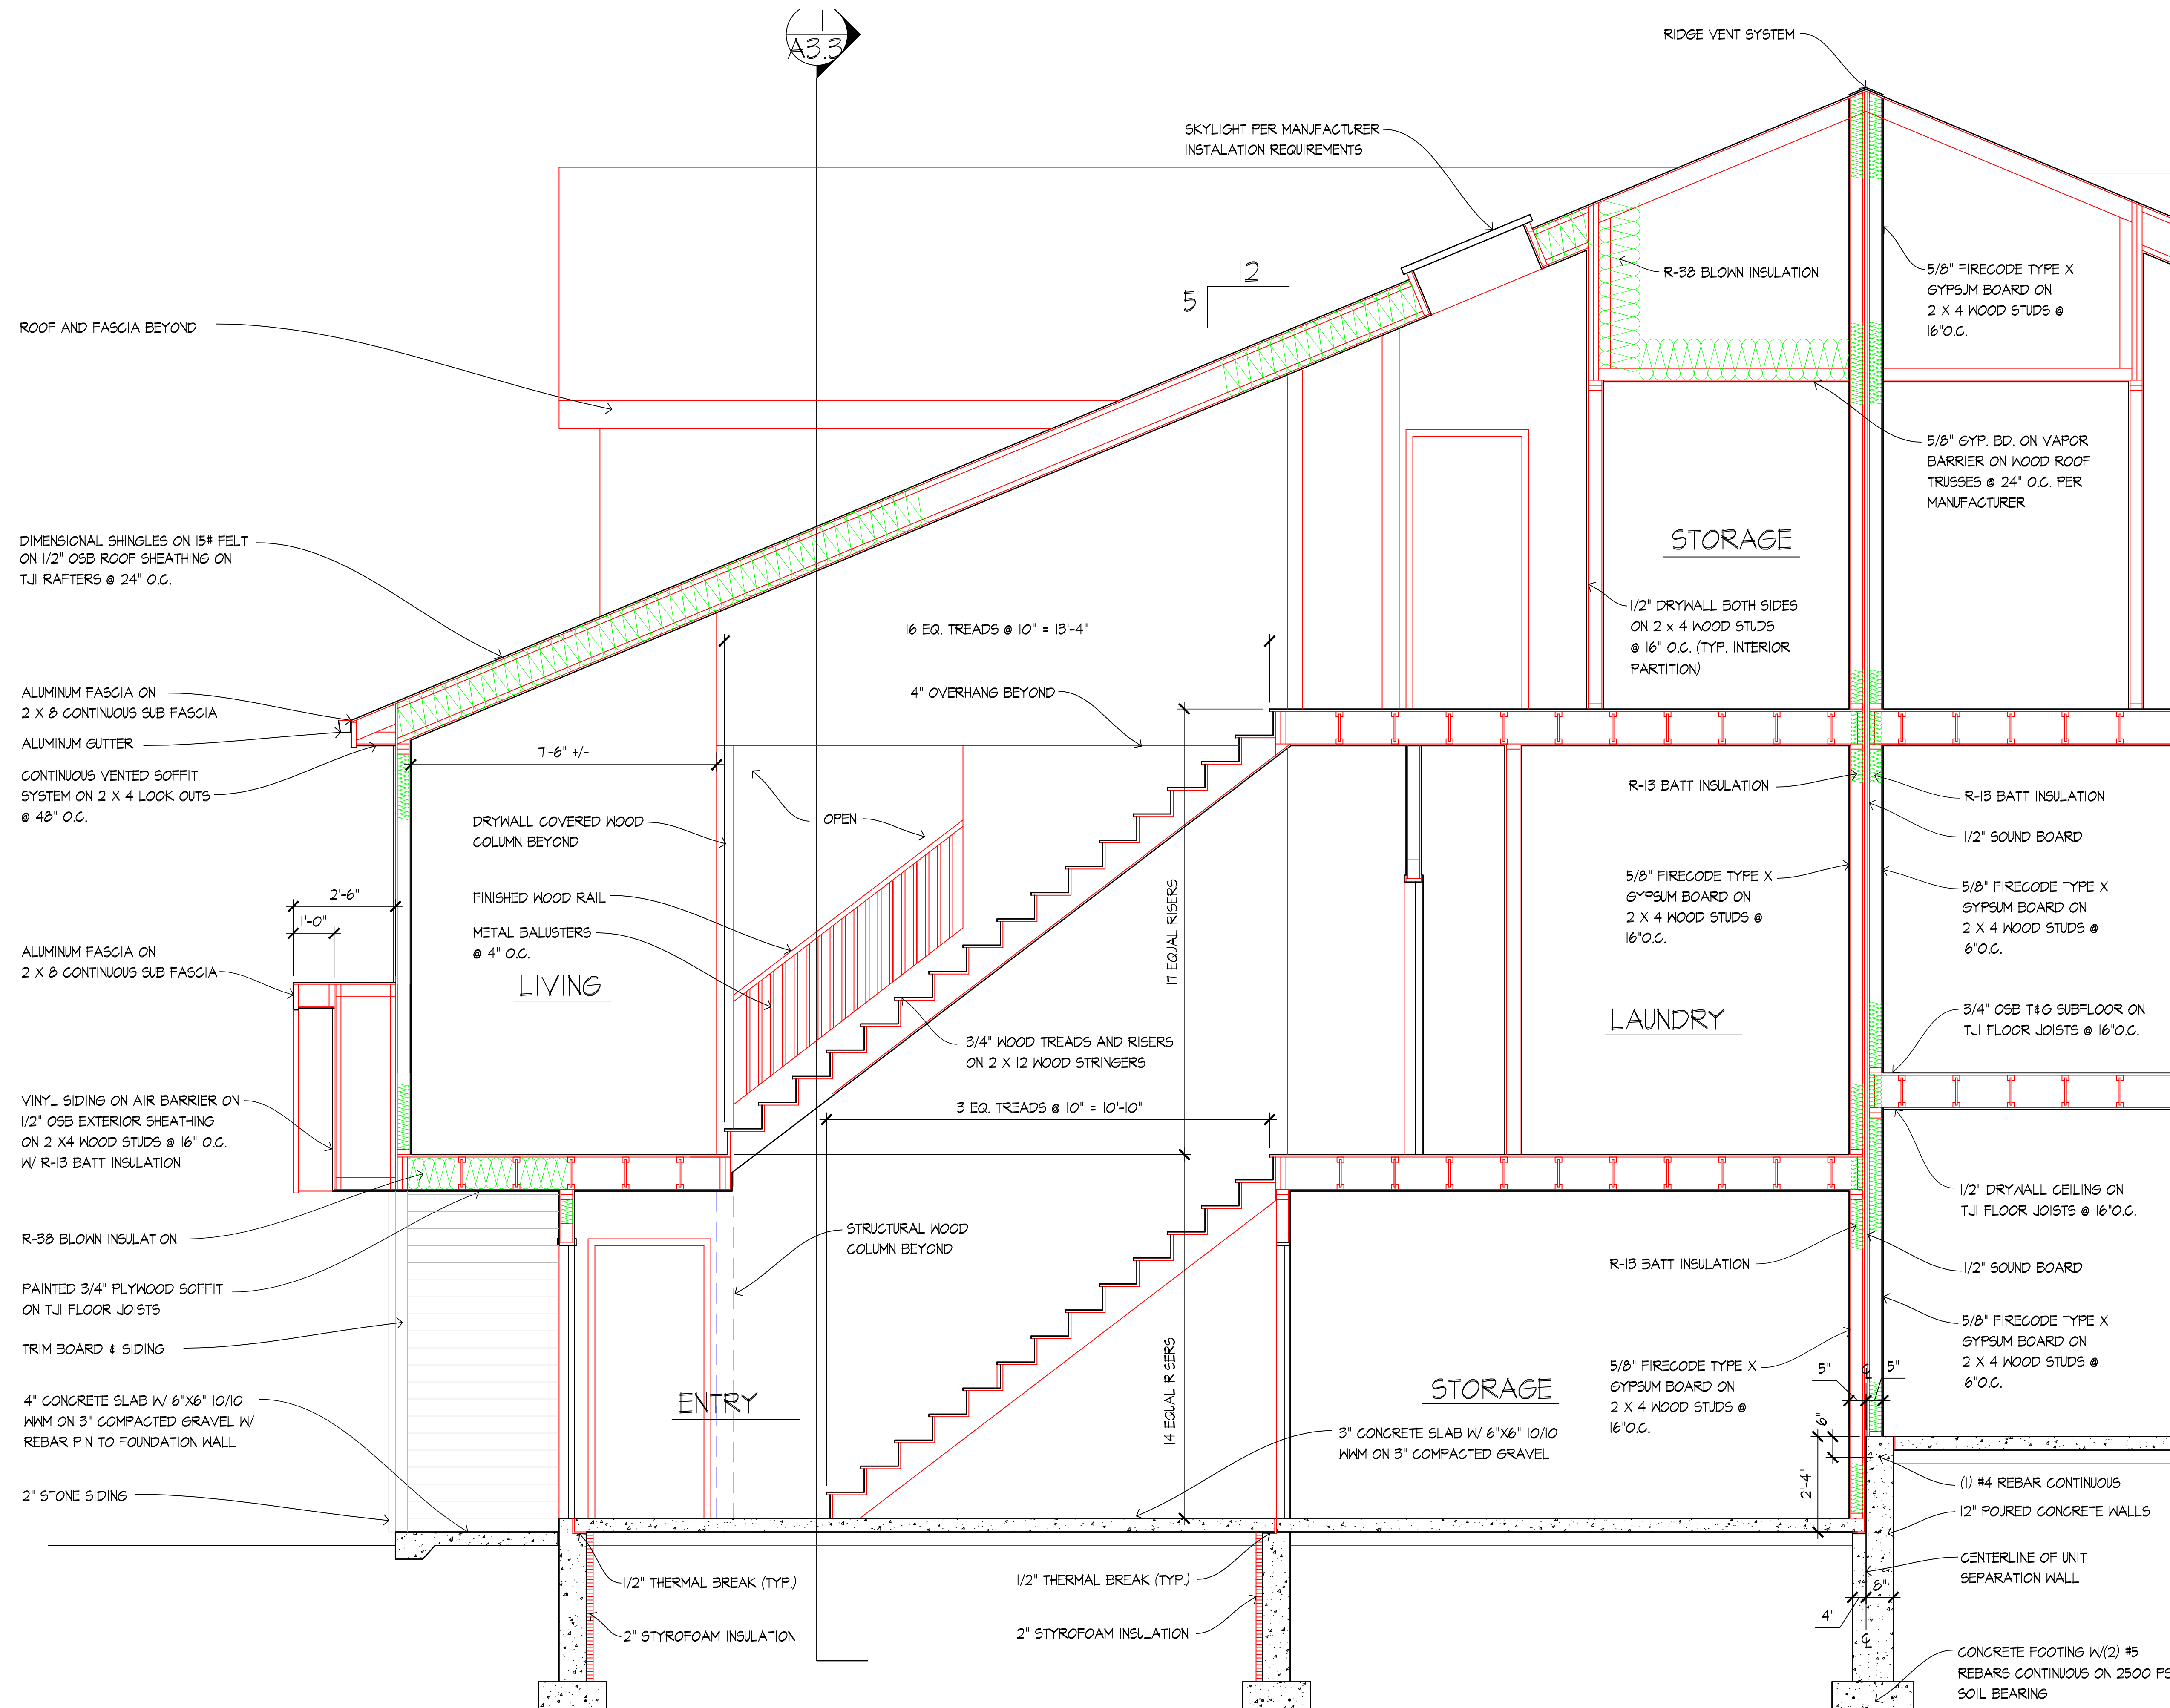 1
A3.3
RIDGE VENT SYSTEM
SKYLIGHT PER MANUFACTURER
INSTALATION REQUIREMENTS
12
5
R-38 BLOWN INSULATION
5/8" FIRECODE TYPE X
GYPSUM BOARD ON
2 X 4 WOOD STUDS @
16"O.C.
ROOF AND FASCIA BEYOND
5/8" GYP. BD. ON VAPOR
BARRIER ON WOOD ROOF
TRUSSES @ 24" O.C. PER
MANUFACTURER
STORAGE
DIMENSIONAL SHINGLES ON 15# FELT
ON 1/2" OSB ROOF SHEATHING ON
TJI RAFTERS @ 24" O.C.
1/2" DRYWALL BOTH SIDES
ON 2 x 4 WOOD STUDS
@ 16" O.C. (TYP. INTERIOR
PARTITION)
16 EQ. TREADS @ 10" = 13'-4"
4" OVERHANG BEYOND
ALUMINUM FASCIA ON
2 X 8 CONTINUOUS SUB FASCIA
ALUMINUM GUTTER
7'-6" +/-
CONTINUOUS VENTED SOFFIT
SYSTEM ON 2 X 4 LOOK OUTS
@ 48" O.C.
DRYWALL COVERED WOOD
COLUMN BEYOND
OPEN
R-13 BATT INSULATION
R-13 BATT INSULATION
1/2" SOUND BOARD
5/8" FIRECODE TYPE X
GYPSUM BOARD ON
2 X 4 WOOD STUDS @
16"O.C.
5/8" FIRECODE TYPE X
GYPSUM BOARD ON
2 X 4 WOOD STUDS @
16"O.C.
2'-6"
1'-0"
FINISHED WOOD RAIL
METAL BALUSTERS
@ 4" O.C.
17 EQUAL RISERS
ALUMINUM FASCIA ON
2 X 8 CONTINUOUS SUB FASCIA
LIVING
LAUNDRY
3/4" OSB T&G SUBFLOOR ON
TJI FLOOR JOISTS @ 16"O.C.
3/4" WOOD TREADS AND RISERS
ON 2 X 12 WOOD STRINGERS
13 EQ. TREADS @ 10" = 10'-10"
VINYL SIDING ON AIR BARRIER ON
1/2" OSB EXTERIOR SHEATHING
ON 2 X4 WOOD STUDS @ 16" O.C.
W/ R-13 BATT INSULATION
1/2" DRYWALL CEILING ON
TJI FLOOR JOISTS @ 16"O.C.
R-38 BLOWN INSULATION
STRUCTURAL WOOD
COLUMN BEYOND
R-13 BATT INSULATION
1/2" SOUND BOARD
PAINTED 3/4" PLYWOOD SOFFIT
ON TJI FLOOR JOISTS
TRIM BOARD & SIDING
5/8" FIRECODE TYPE X
GYPSUM BOARD ON
2 X 4 WOOD STUDS @
16"O.C.
5/8" FIRECODE TYPE X
GYPSUM BOARD ON
2 X 4 WOOD STUDS @
16"O.C.
5"
CL
5"
6"
2'-4"
14 EQUAL RISERS
ENTRY
STORAGE
4" CONCRETE SLAB W/ 6"X6" 10/10
WWM ON 3" COMPACTED GRAVEL W/
REBAR PIN TO FOUNDATION WALL
3" CONCRETE SLAB W/ 6"X6" 10/10
WWM ON 3" COMPACTED GRAVEL
2" STONE SIDING
(1) #4 REBAR CONTINUOUS
12" POURED CONCRETE WALLS
CENTERLINE OF UNIT
SEPARATION WALL
1/2" THERMAL BREAK (TYP.)
1/2" THERMAL BREAK (TYP.)
2" STYROFOAM INSULATION
2" STYROFOAM INSULATION
8"
4"
CL
CONCRETE FOOTING W/(2) #5
REBARS CONTINUOUS ON 2500 PS
SOIL BEARING